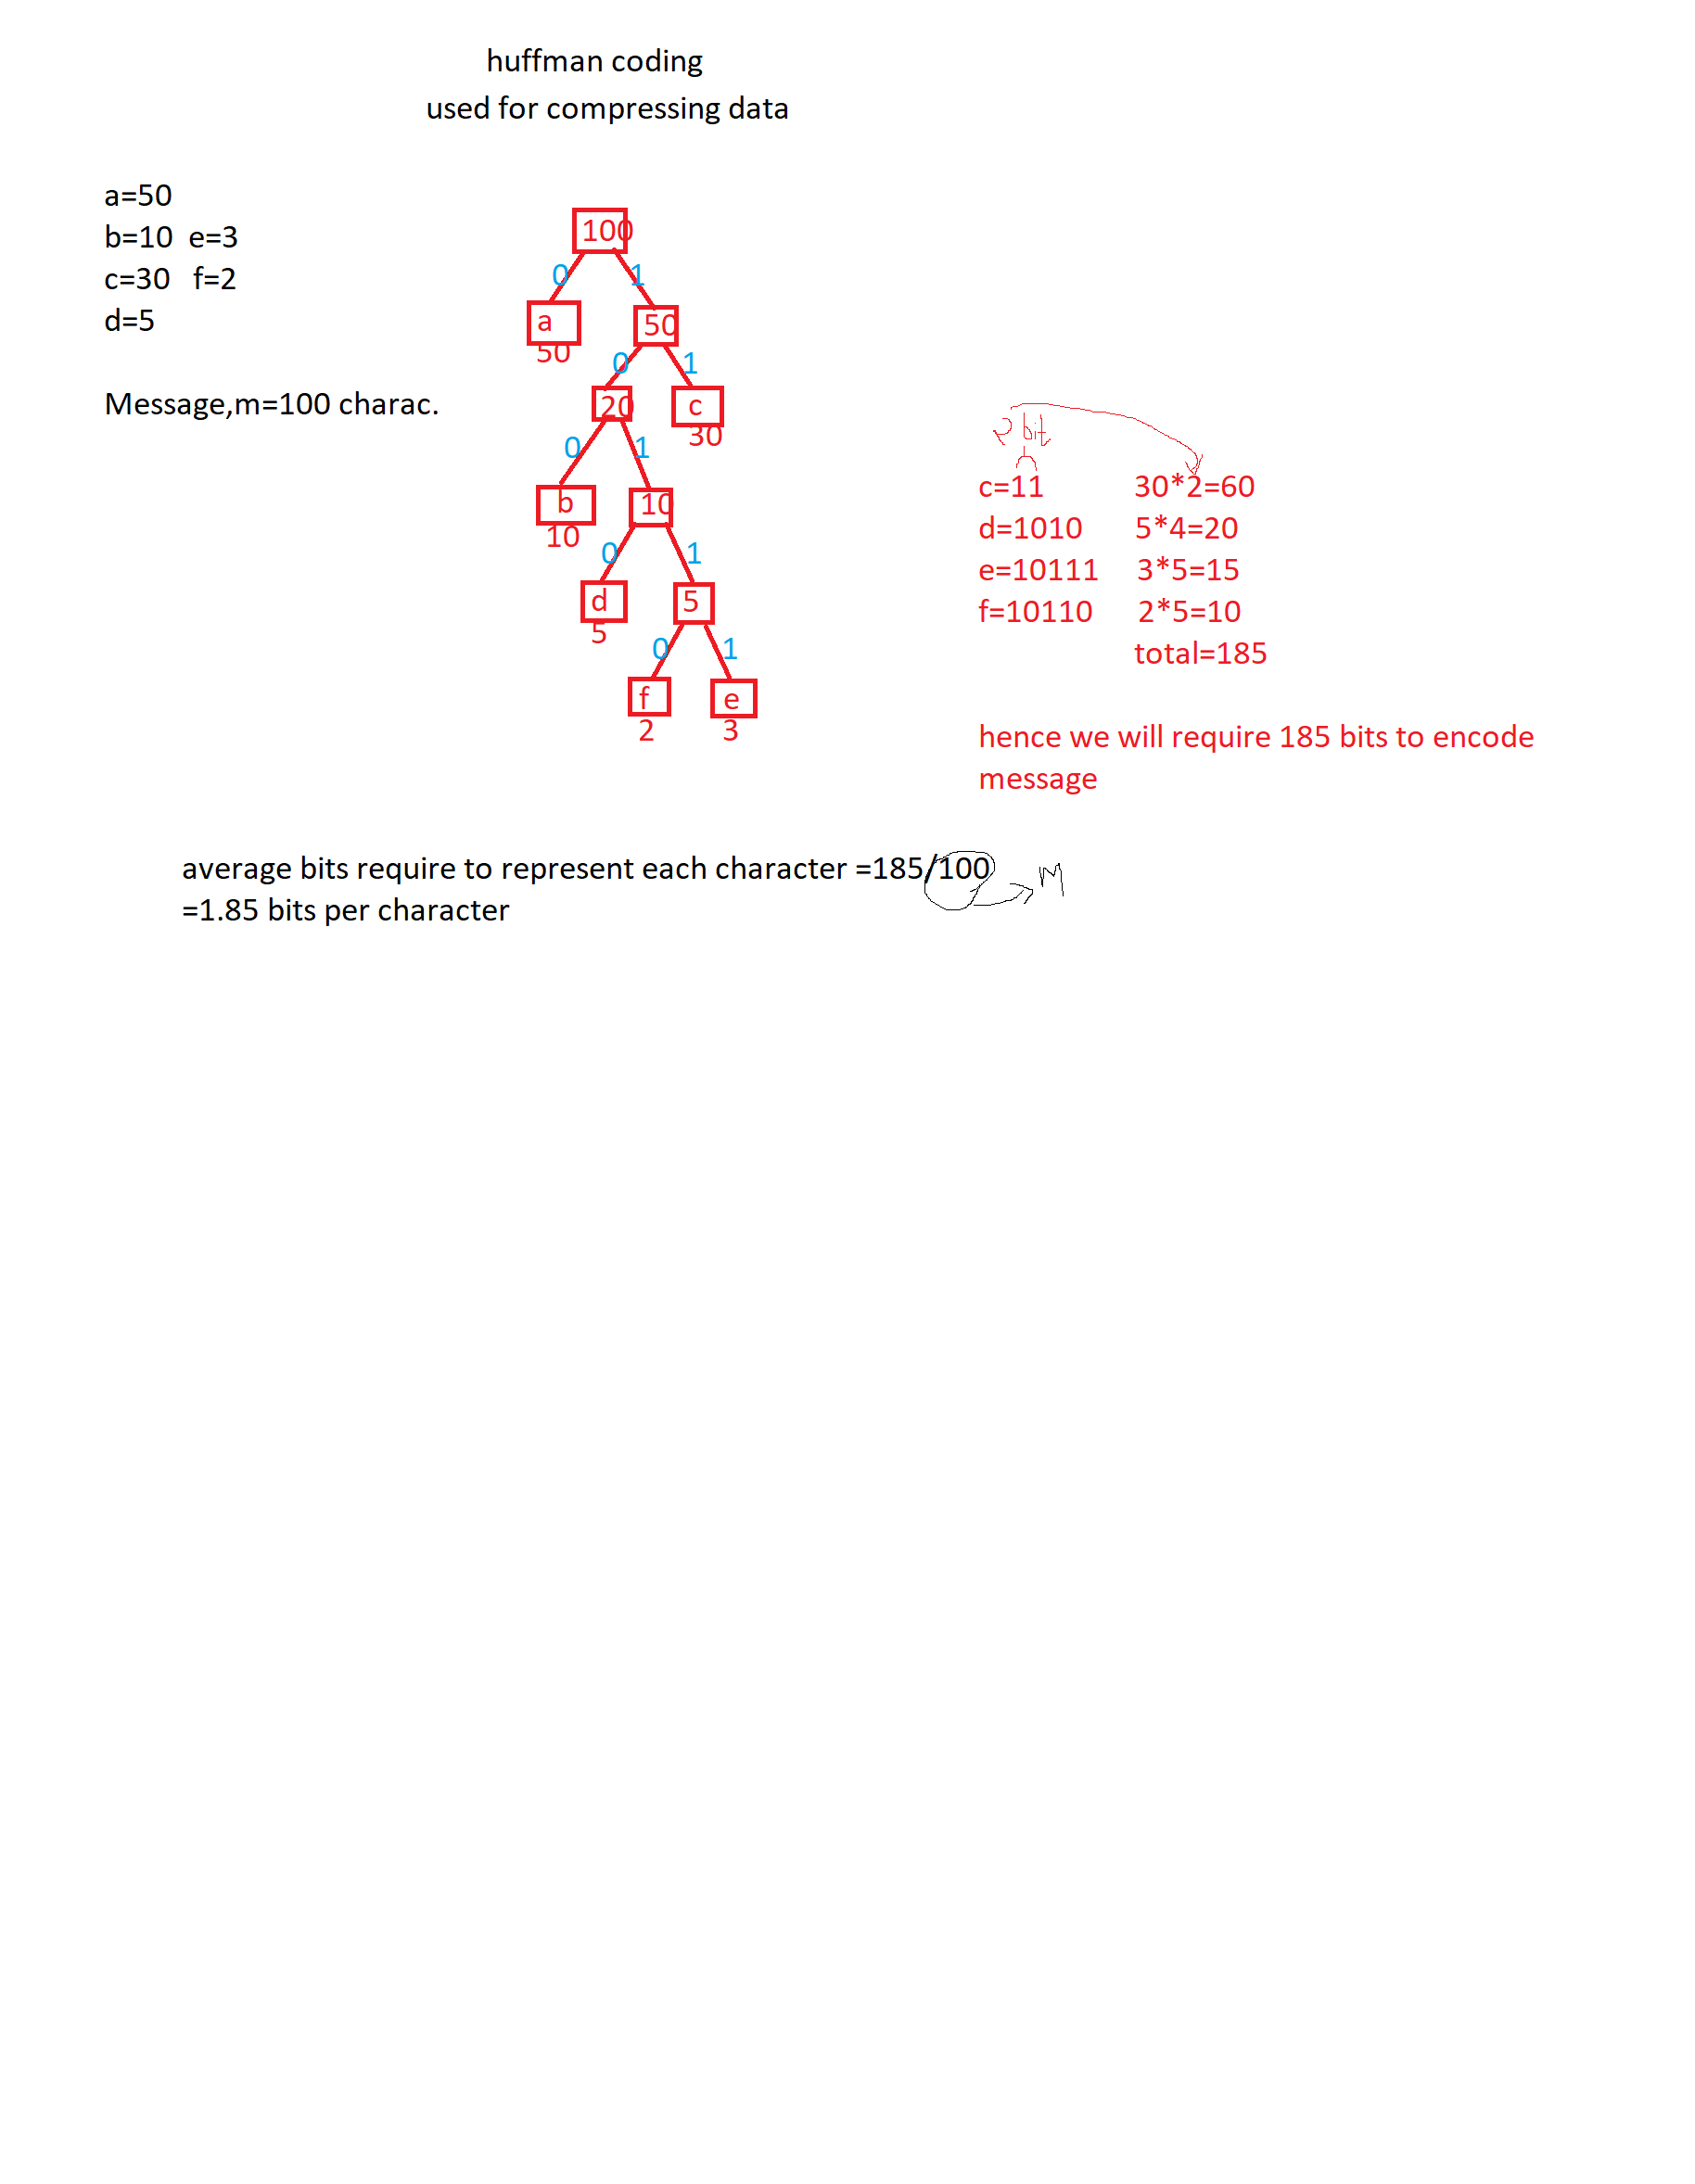 huffman coding
used for compressing data
a=50
b=10 e=3
c=30 f=2
d=5
Message,m=100 charac.
100
0 1
a 50
50
0 1
20 c
30
0 1
b 10
10
0 1
d 5
5
0 1
f e
2 3
2 bit
c=11 30*2=60
d=1010 5*4=20
e=10111 3*5=15
f=10110 2*5=10
total=185
hence we will require 185 bits to encode
message
average bits require to represent each character =185/100
M
=1.85 bits per character